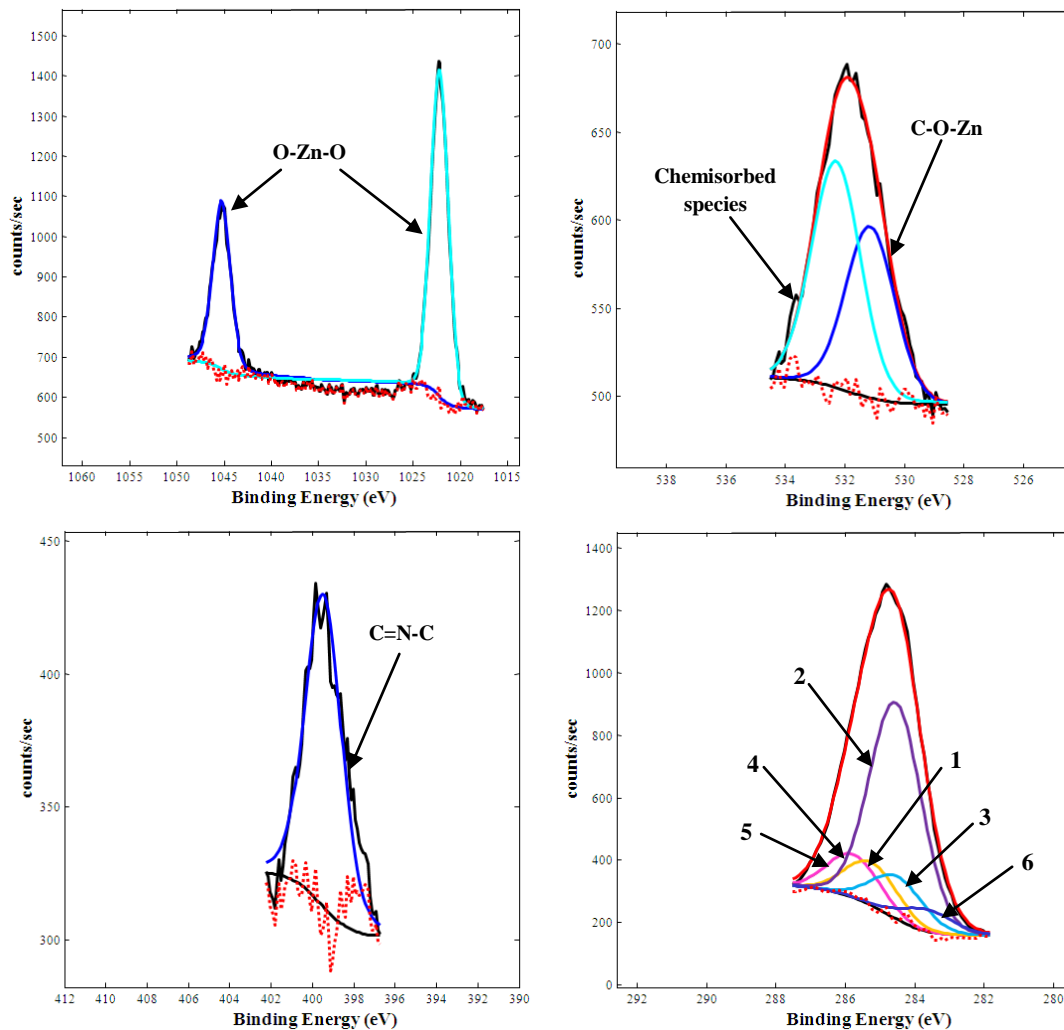 1500
1400
1300
1200
1100
1000
900
800
700
600
500
counts/sec
O-Zn-O
1060 1055 1050 1045 1040 1035 1030 1025 1020 1015
Binding Energy (eV)
700
650
600
550
500
counts/sec
C-O-Zn
Chemisorbed
species
538 536 534 532 530 528 526
Binding Energy (eV)
450
400
350
300
counts/sec
C=N-C
412 410 408 406 404 402 400 398 396 394 392 390
Binding Energy (eV)
1400
1200
1000
800
600
400
200
0
counts/sec
2
4
1
5
3
6
292 290 288 286 284 282 280
Binding Energy (eV)